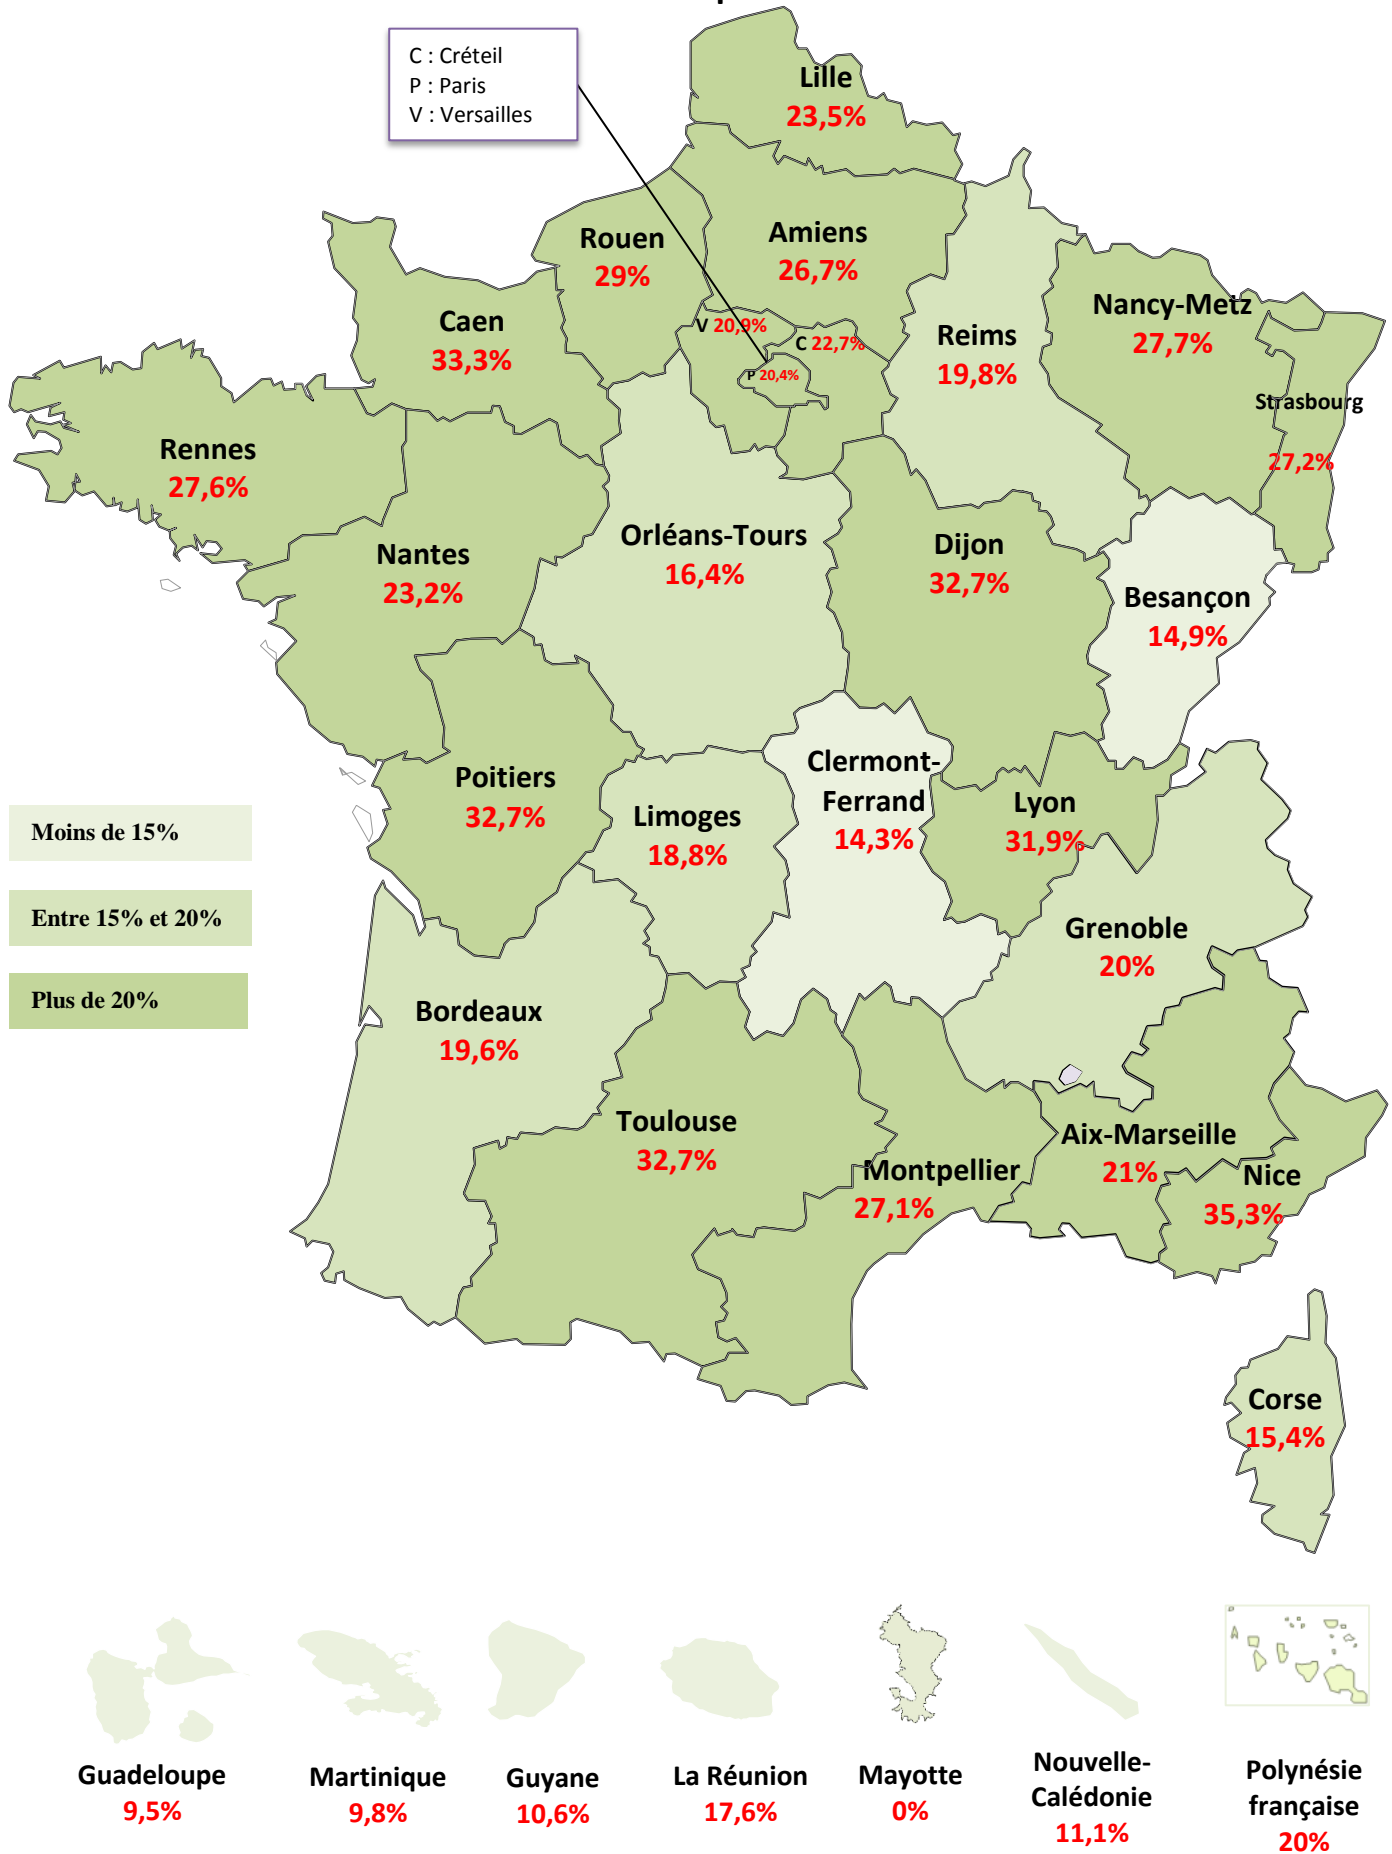 C : Créteil
P : Paris
V : Versailles
Lille
23,5%
Rouen
29%
Amiens
26,7%
Caen
33,3%
V 20,9%
C 22,7%
P 20,4%
Reims
19,8%
Nancy-Metz
27,7%
Strasbourg
27,2%
Rennes
27,6%
Nantes
23,2%
Orléans-Tours
16,4%
Dijon
32,7%
Besançon
14,9%
Poitiers
32,7%
Limoges
18,8%
Clermont-
Ferrand
14,3%
Lyon
31,9%
Moins de 15%
Entre 15% et 20%
Plus de 20%
Grenoble
20%
Bordeaux
19,6%
Toulouse
32,7%
Montpellier
27,1%
Aix-Marseille
21%
Nice
35,3%
Corse
15,4%
Guadeloupe
9,5%
Martinique
9,8%
Guyane
10,6%
La Réunion
17,6%
Mayotte
0%
Nouvelle-
Calédonie
11,1%
Polynésie
française
20%